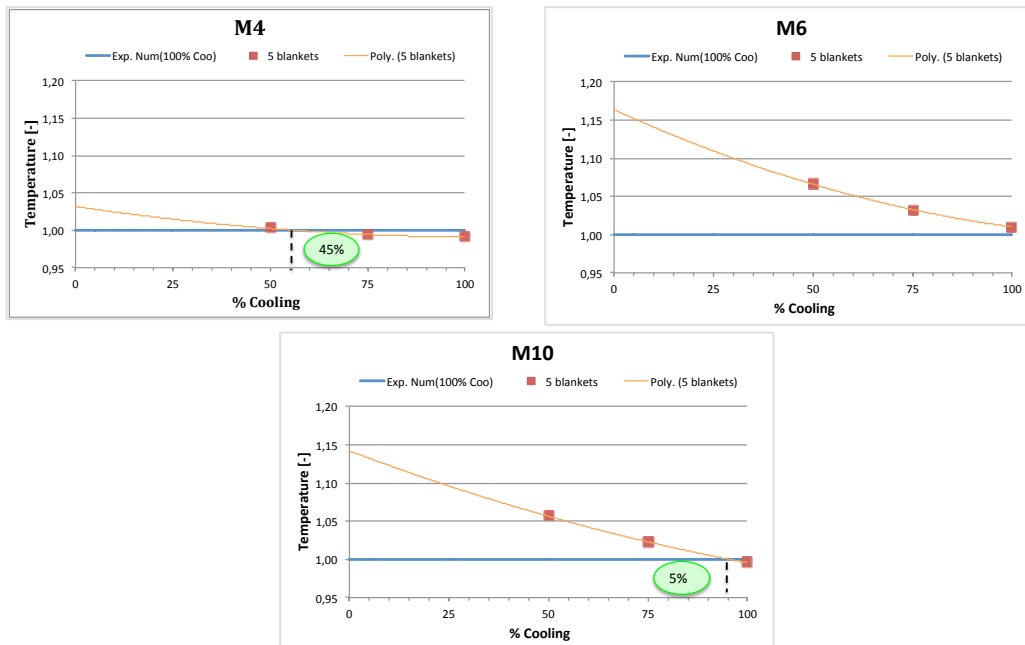 M4
Exp. Num(100% Coo) 5 blankets Poly. (5 blankets)
1,20
1,15
1,10
1,05
1,00
0,95
Temperature [-]
45%
0 25 50 75 100
% Cooling
M6
Exp. Num(100% Coo) 5 blankets Poly. (5 blankets)
1,20
1,15
1,10
1,05
1,00
0,95
Temperature [-]
0 25 50 75 100
% Cooling
M10
Exp. Num(100% Coo) 5 blankets Poly. (5 blankets)
1,20
1,15
1,10
1,05
1,00
0,95
Temperature [-]
5%
0 25 50 75 100
% Cooling